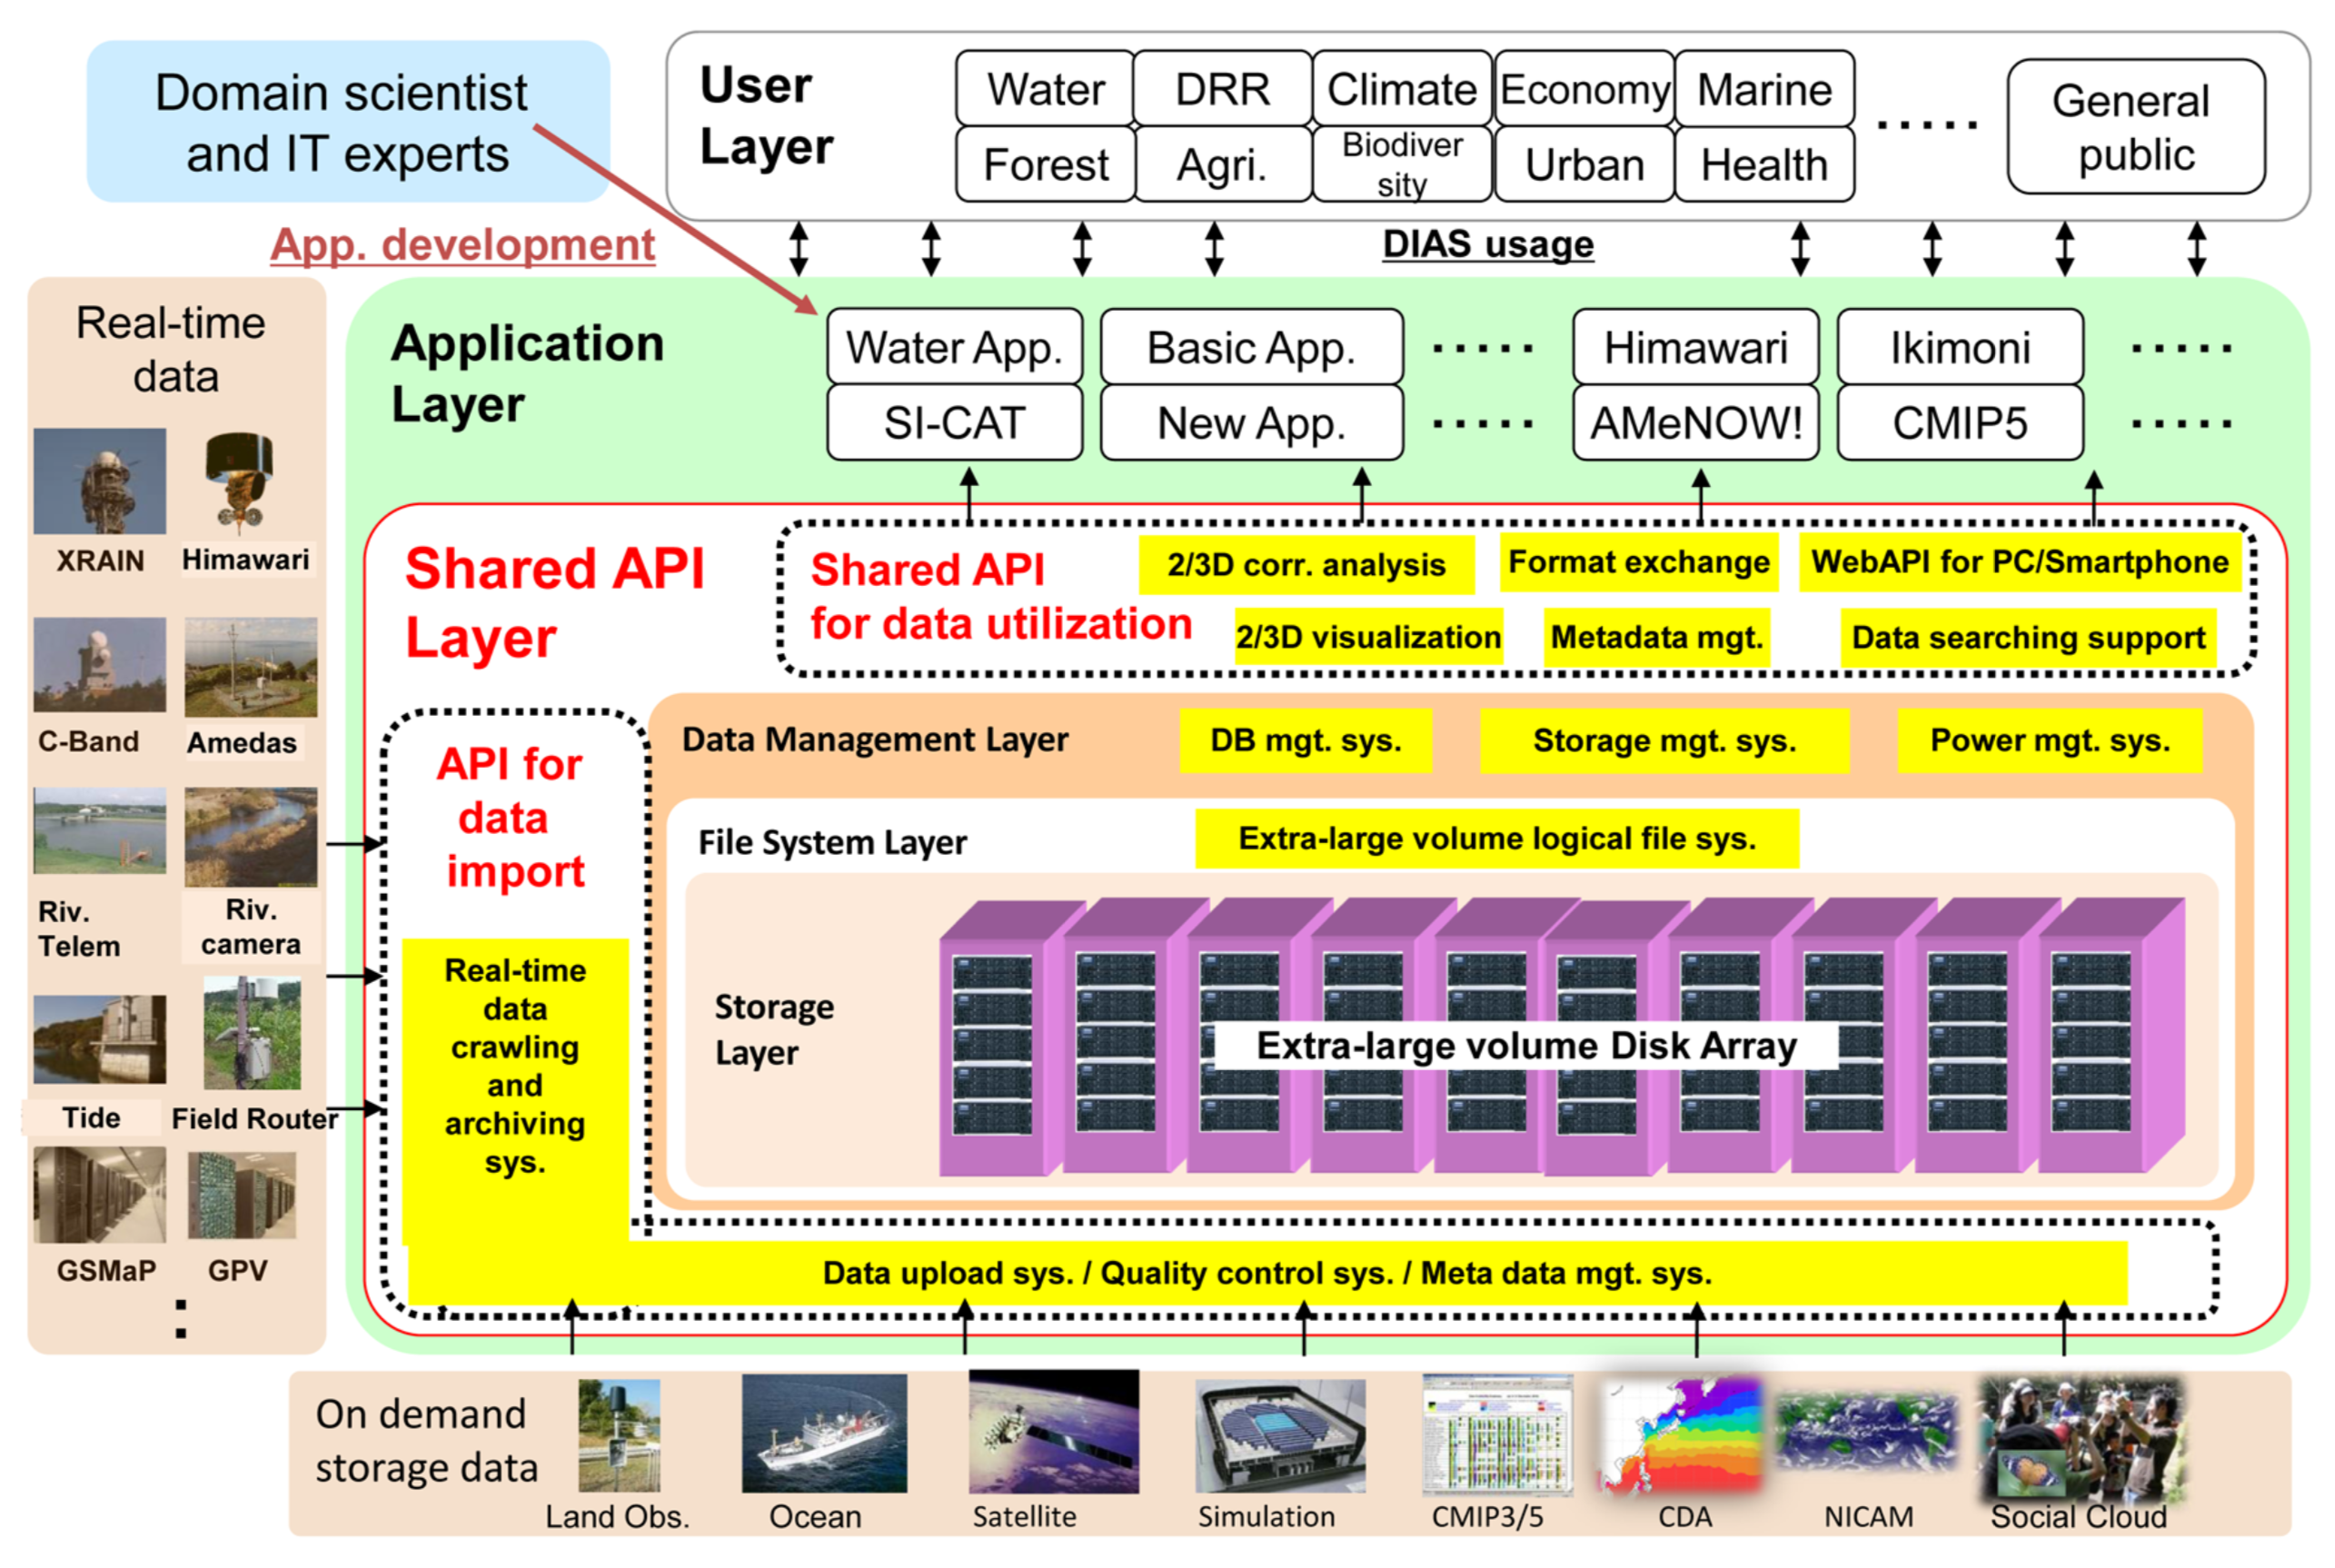 Domain scientist
and IT experts
User
Layer
Water
DRR
Climate
Economy
Marine
Forest
Agri.
Biodiver
sity
Urban
Health
.....
General
public
App. development
DIAS usage
Real-time
data
XRAIN
Himawari
C-Band
Amedas
Riv.
Telem
Riv.
camera
Tide
Field Router
GSMaP
GPV
:
Application
Layer
Water App.
Basic App.
.....
Himawari
Ikimoni
.....
SI-CAT
New App.
.....
AMeNOW!
CMIP5
.....
Shared API
Layer
Shared API
for data utilization
2/3D corr. analysis
Format exchange
WebAPI for PC/Smartphone
2/3D visualization
Metadata mgt.
Data searching support
API for
data
import
Real-time
data
crawling
and
archiving
sys.
Data Management Layer
DB mgt. sys.
Storage mgt. sys.
Power mgt. sys.
File System Layer
Extra-large volume logical file sys.
Storage
Layer
Extra-large volume Disk Array
Data upload sys. / Quality control sys. / Meta data mgt. sys.
On demand
storage data
Land Obs.
Ocean
Satellite
Simulation
CMIP3/5
CDA
NICAM
Social Cloud